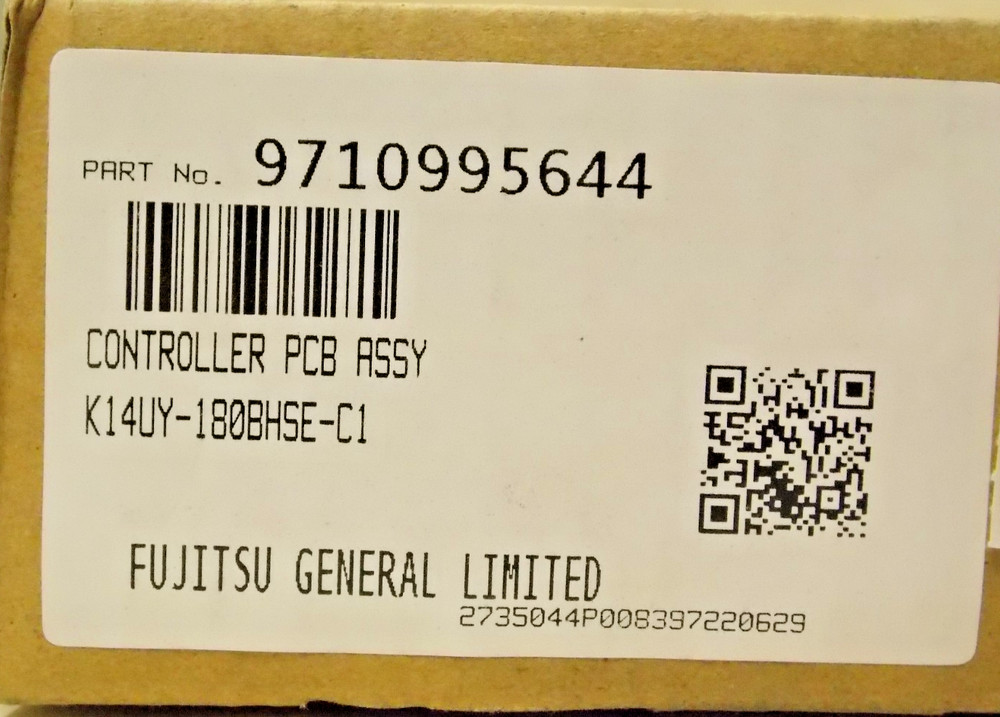 PART No. 9710995644
CONTROLLER PCB ASSY
K14UY-180BHSE-C1
FUJITSU GENERAL LIMITED
2735044P008397220629